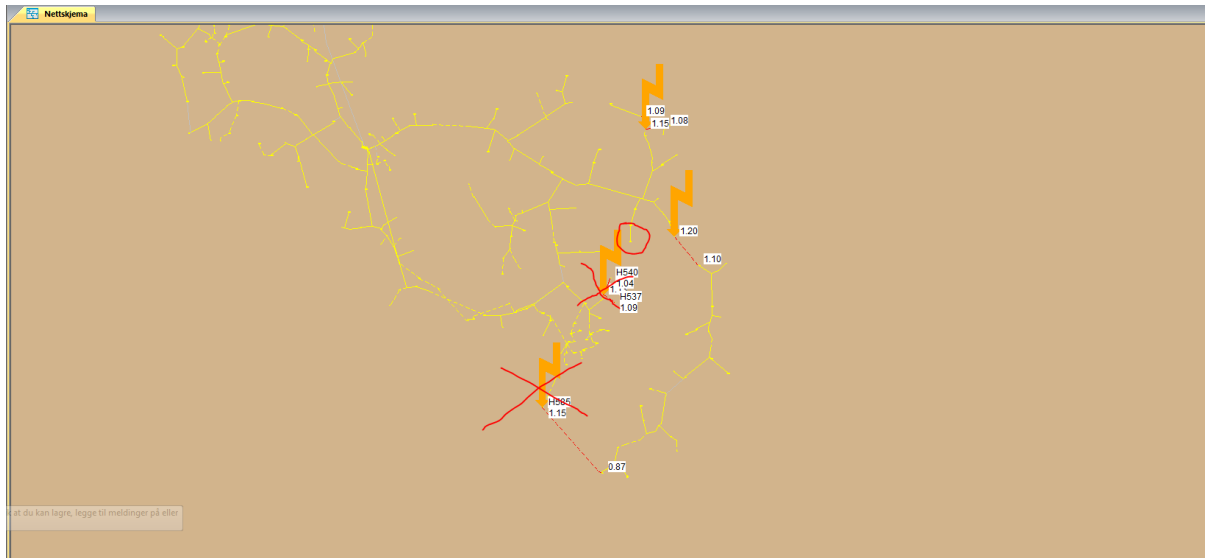 Nettskjema
1.09
1.15
1.08
1.20
1.10
H540
1.04
H537
1.09
H585
1.15
0.87
at du kan lagre, legge til meldinger på eller